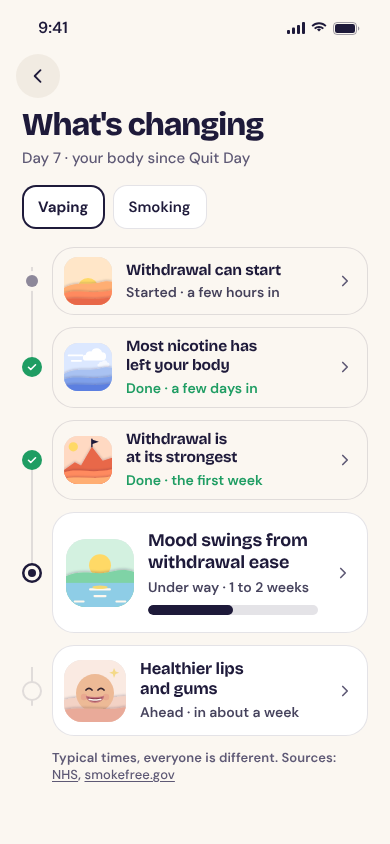 9:41
What's changing
Day 7 · your body since Quit Day
Vaping
Smoking
Withdrawal can start
Started · a few hours in
Most nicotine has
left your body
Done · a few days in
Withdrawal is
at its strongest
Done · the first week
Mood swings from
withdrawal ease
Under way · 1 to 2 weeks
Healthier lips
and gums
Ahead · in about a week
Typical times, everyone is different. Sources:
NHS, smokefree.gov